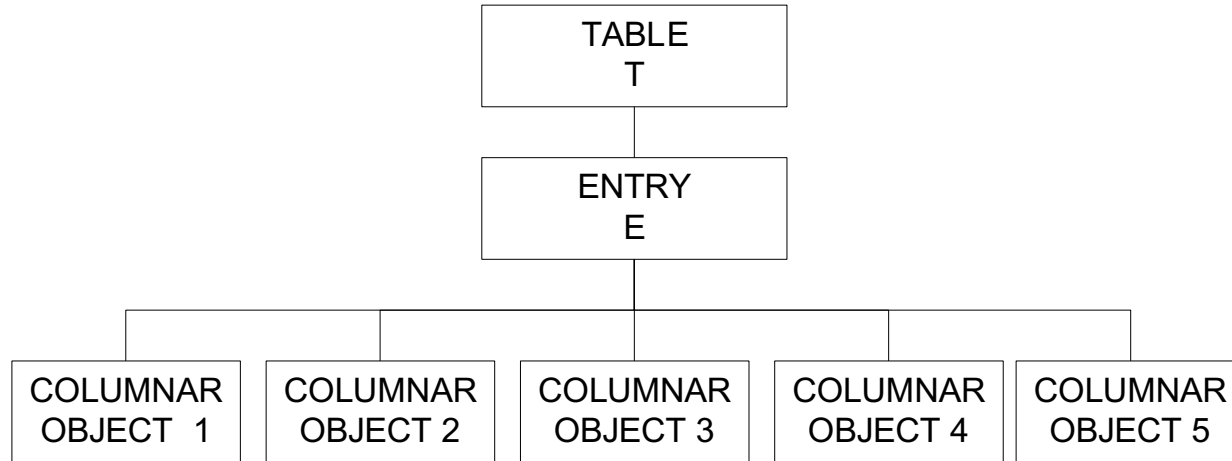 TABLE
T
ENTRY
E
COLUMNAR
OBJECT 1
COLUMNAR
OBJECT 2
COLUMNAR
OBJECT 3
COLUMNAR
OBJECT 4
COLUMNAR
OBJECT 5